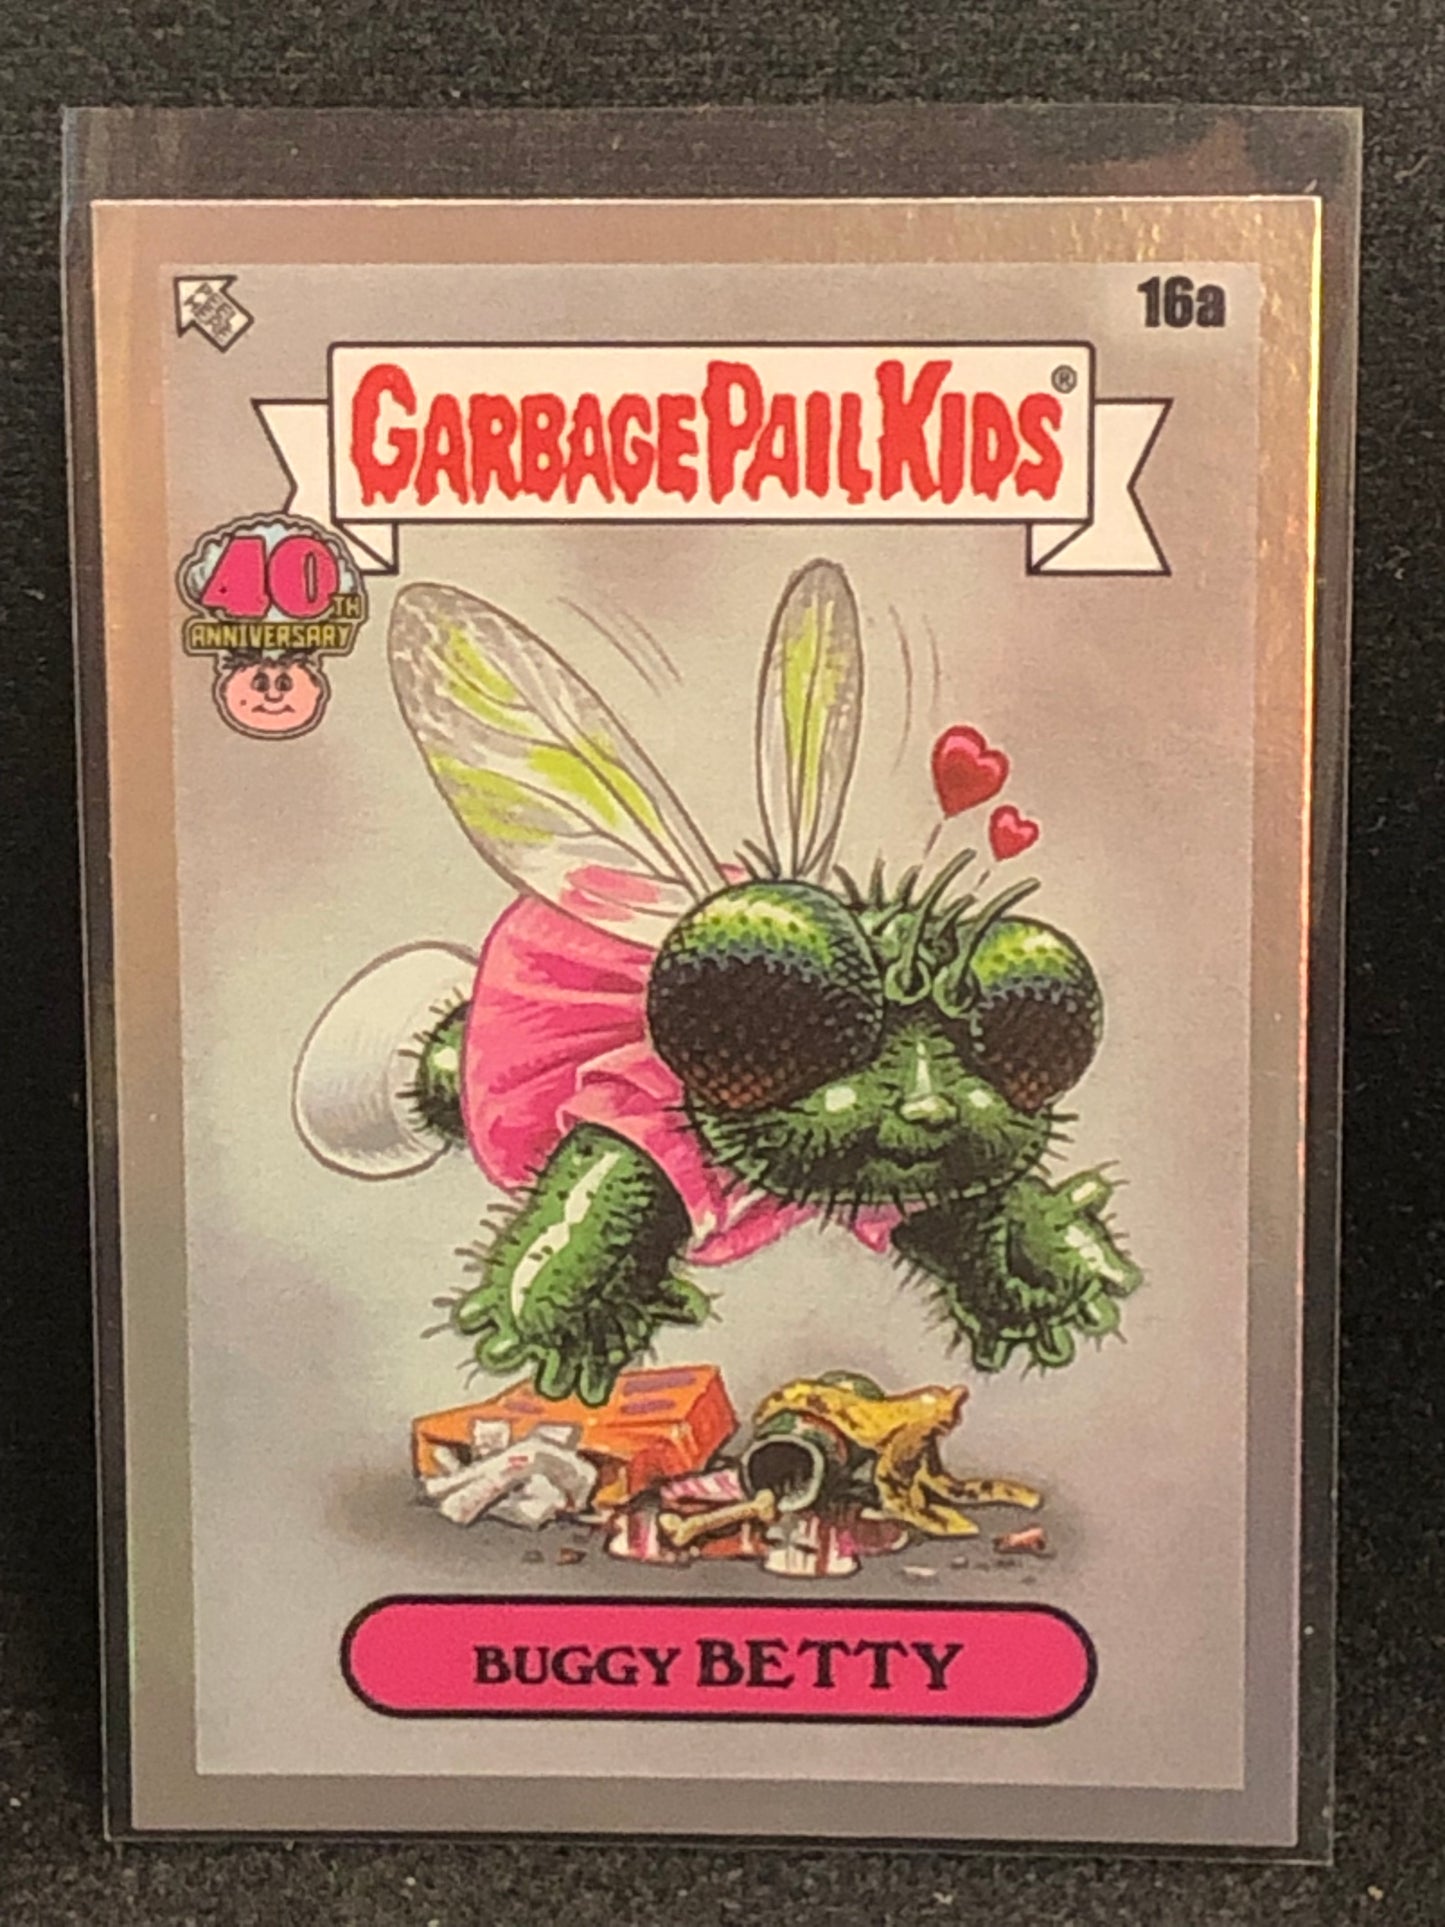 16a
GARBAGE PAIL KIDS®
40TH
ANNIVERSARY
BUGGY BETTY